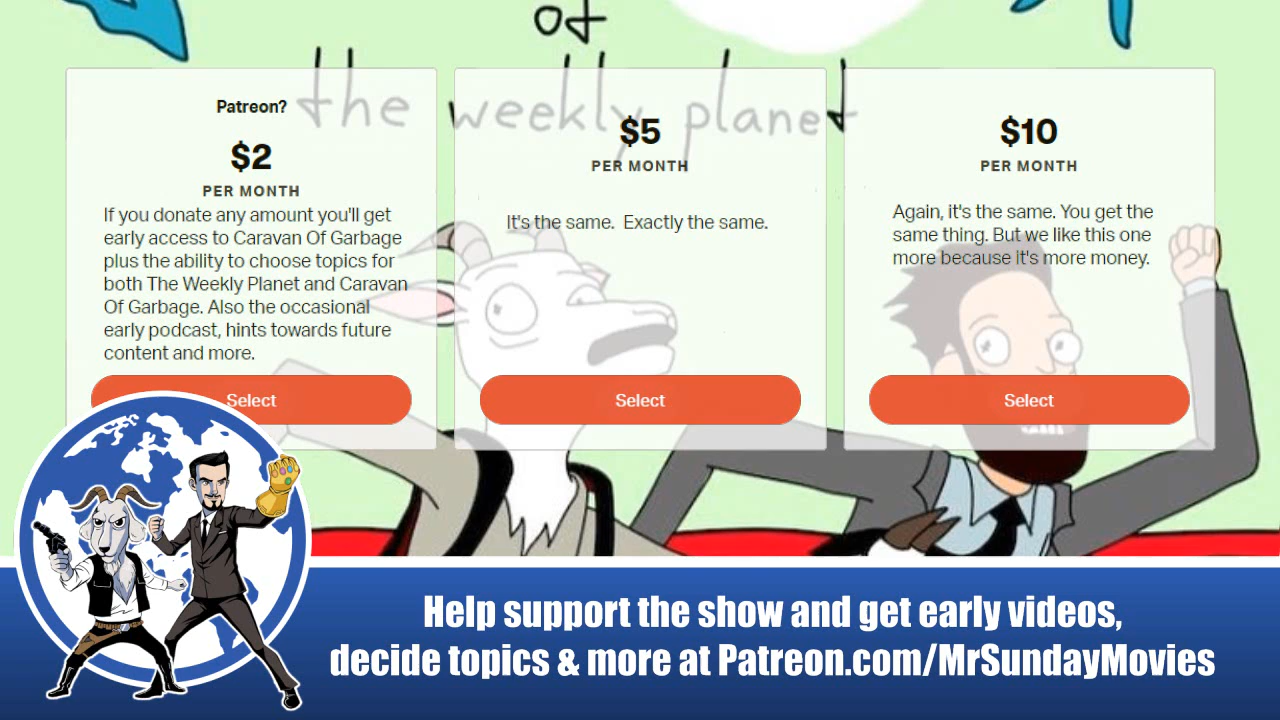 of
the weekly planet
Patreon?
$2
PER MONTH
If you donate any amount you'll get
early access to Caravan Of Garbage
plus the ability to choose topics for
both The Weekly Planet and Caravan
Of Garbage. Also the occasional
early podcast, hints towards future
content and more.
Select
$5
PER MONTH
It's the same.  Exactly the same.
Select
$10
PER MONTH
Again, it's the same. You get the
same thing. But we like this one
more because it's more money.
Select
Help support the show and get early videos,
decide topics & more at Patreon.com/MrSundayMovies